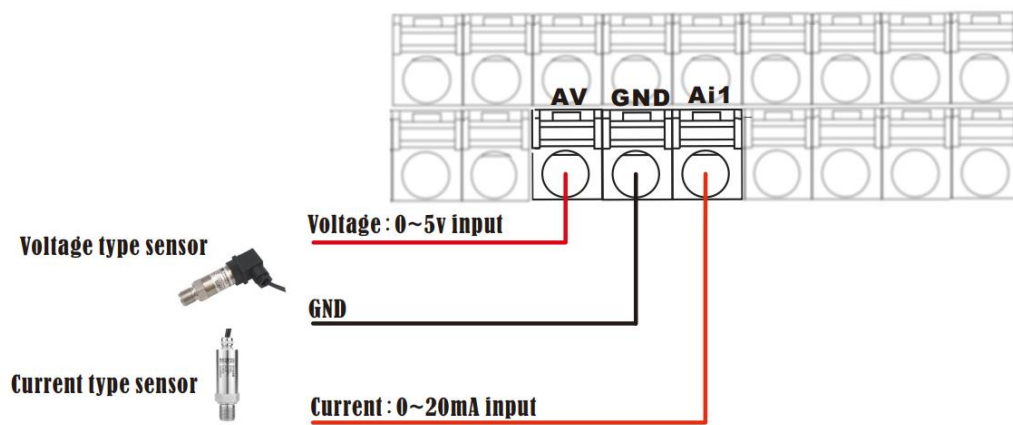 AV GND Ai1
Voltage : 0~5v input
Voltage type sensor
GND
Current type sensor
Current : 0~20mA input